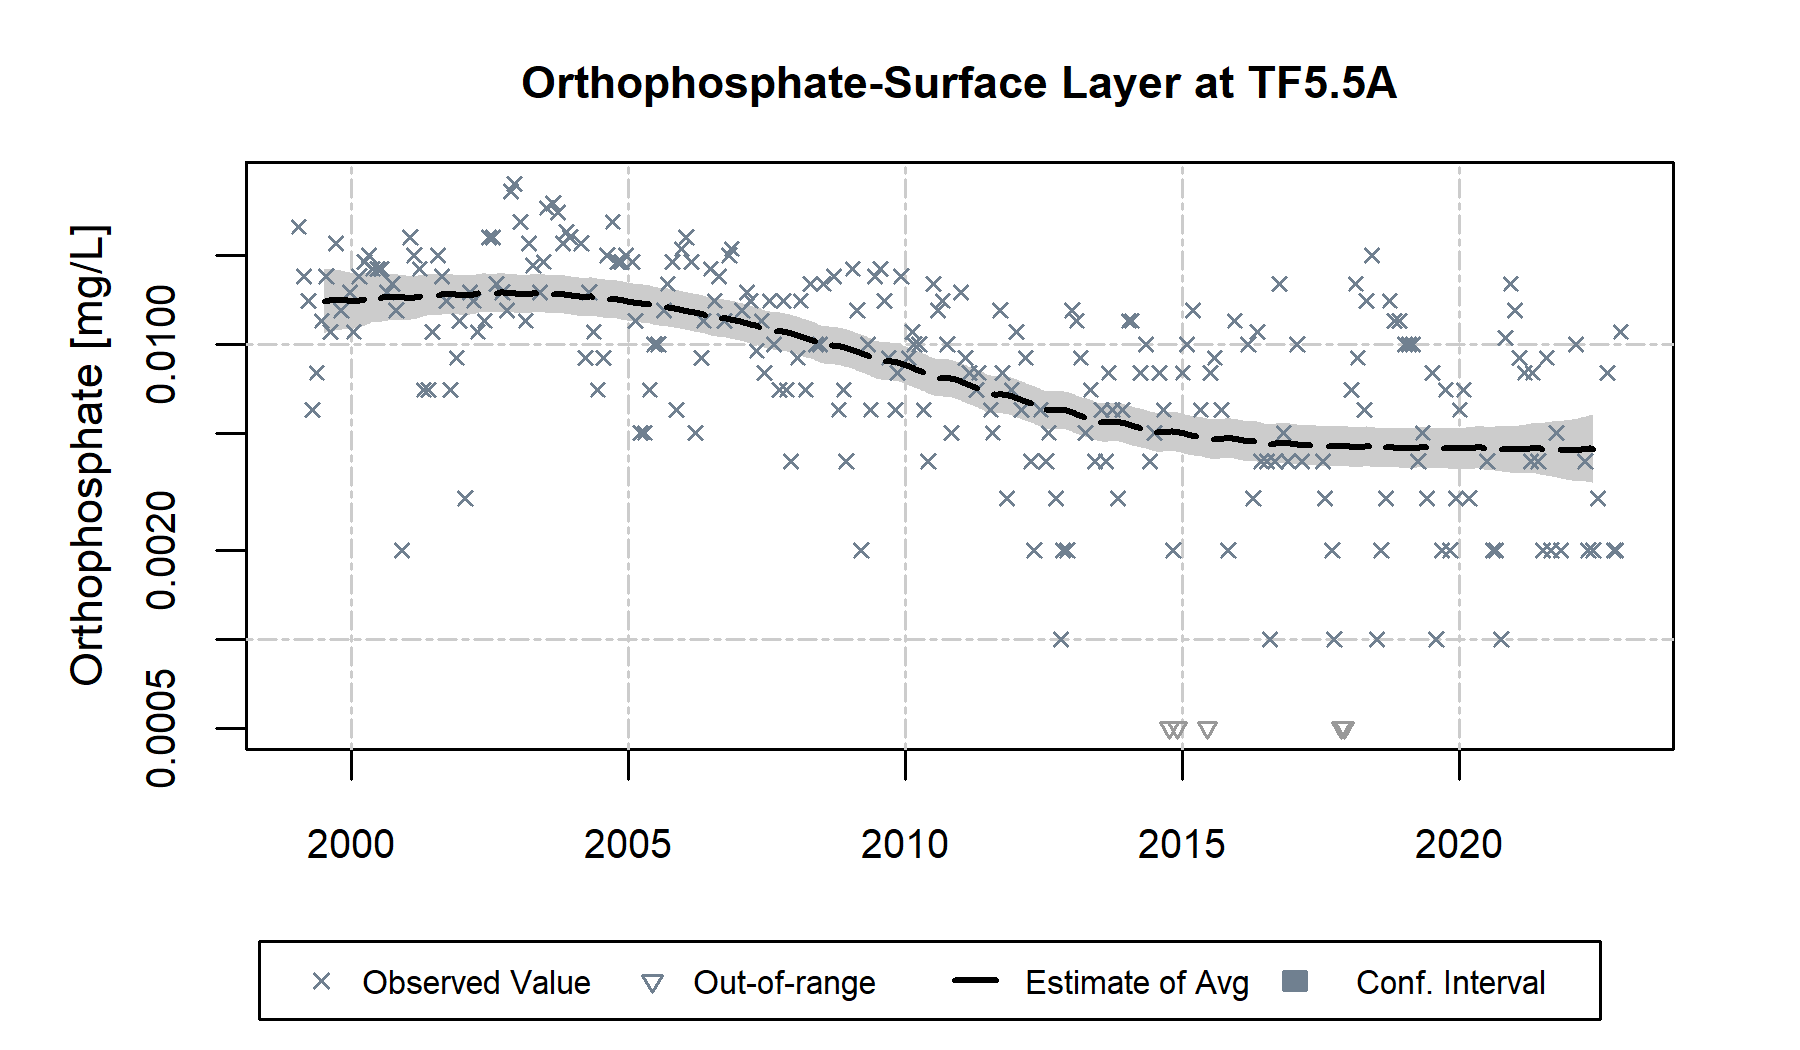 Orthophosphate-Surface Layer at TF5.5A
Orthophosphate [mg/L]
0.0100
0.0020
0.0005
2000 2005 2010 2015 2020
Observed Value Out-of-range Estimate of Avg Conf. Interval